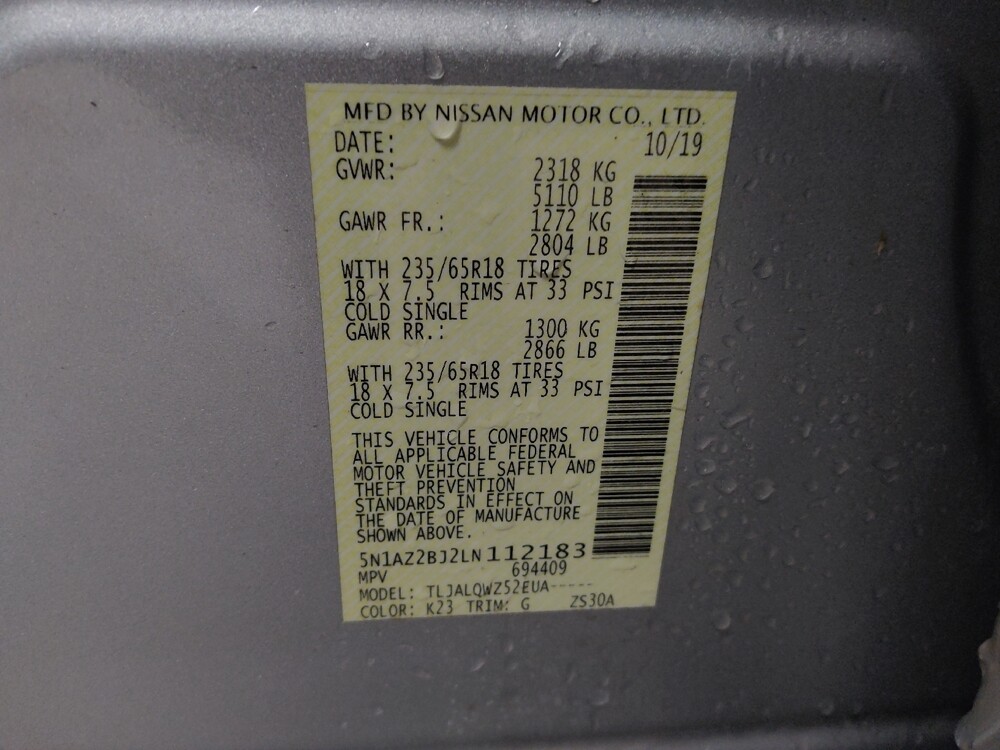 MFD BY NISSAN MOTOR CO., LTD.
DATE: 10/19
GVWR: 2318 KG
5110 LB
GAWR FR.: 1272 KG
2804 LB
WITH 235/65R18 TIRES
18 X 7.5 RIMS AT 33 PSI
COLD SINGLE
GAWR RR.: 1300 KG
2866 LB
WITH 235/65R18 TIRES
18 X 7.5 RIMS AT 33 PSI
COLD SINGLE
THIS VEHICLE CONFORMS TO
ALL APPLICABLE FEDERAL
MOTOR VEHICLE SAFETY AND
THEFT PREVENTION
STANDARDS IN EFFECT ON
THE DATE OF MANUFACTURE
SHOWN ABOVE.
5N1AZ2BJ2LN112183
MPV 694409
MODEL: TLJALQWZ52EUA-----
COLOR: K23 TRIM: G ZS30A